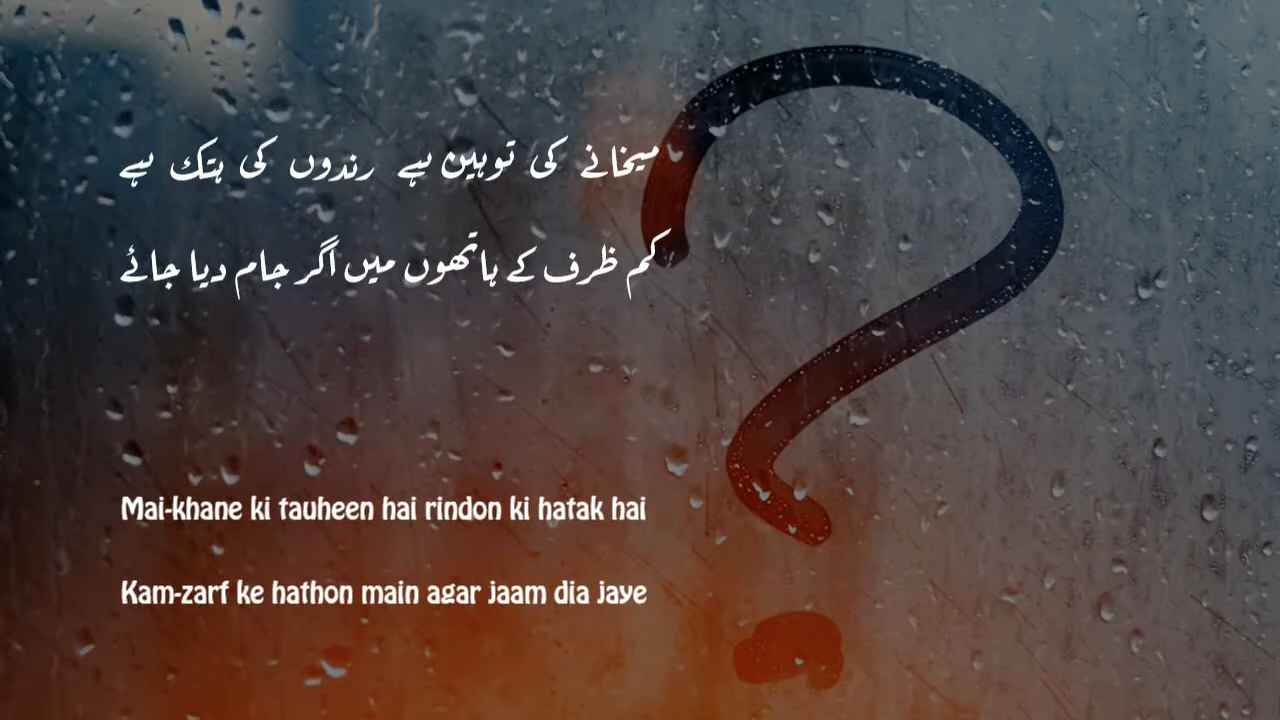 میخانے کی توہین ہے رندوں کی ہتک ہے
کم ظرف کے ہاتھوں میں اگر جام دیا جائے
Mai-khane ki tauheen hai rindon ki hatak hai
Kam-zarf ke hathon main agar jaam dia jaye